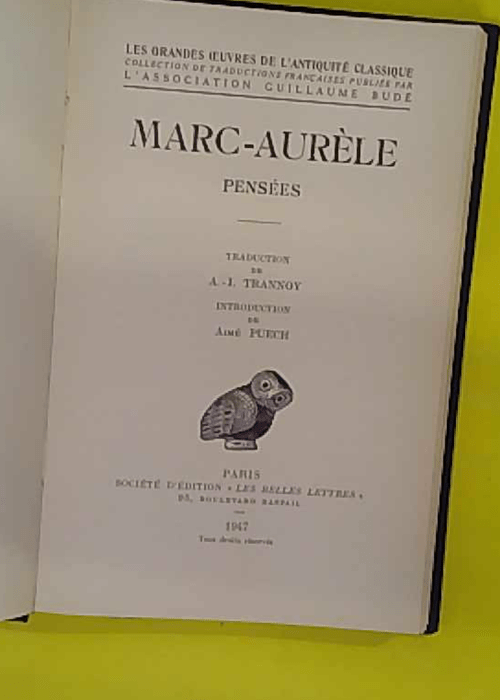 LES GRANDES ŒUVRES DE L'ANTIQUITÉ CLASSIQUE
COLLECTION DE TRADUCTIONS FRANÇAISES PUBLIÉE PAR
L'ASSOCIATION GUILLAUME BUDÉ
MARC-AURÈLE
PENSÉES
TRADUCTION
DE
A.-I. TRANNOY
INTRODUCTION
DE
AIMÉ PUECH
PARIS
SOCIÉTÉ D'ÉDITION « LES BELLES LETTRES »
95, BOULEVARD RASPAIL
1947
Tous droits réservés